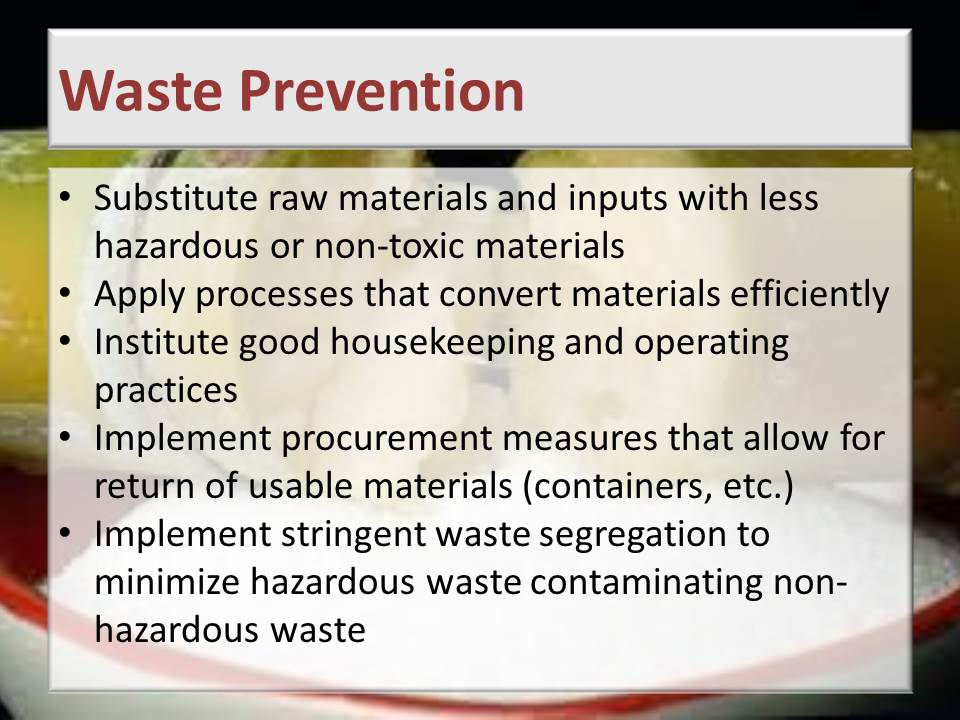 Waste Prevention
• Substitute raw materials and inputs with less
hazardous or non-toxic materials
• Apply processes that convert materials efficiently
• Institute good housekeeping and operating
practices
• Implement procurement measures that allow for
return of usable materials (containers, etc.)
• Implement stringent waste segregation to
minimize hazardous waste contaminating non-
hazardous waste